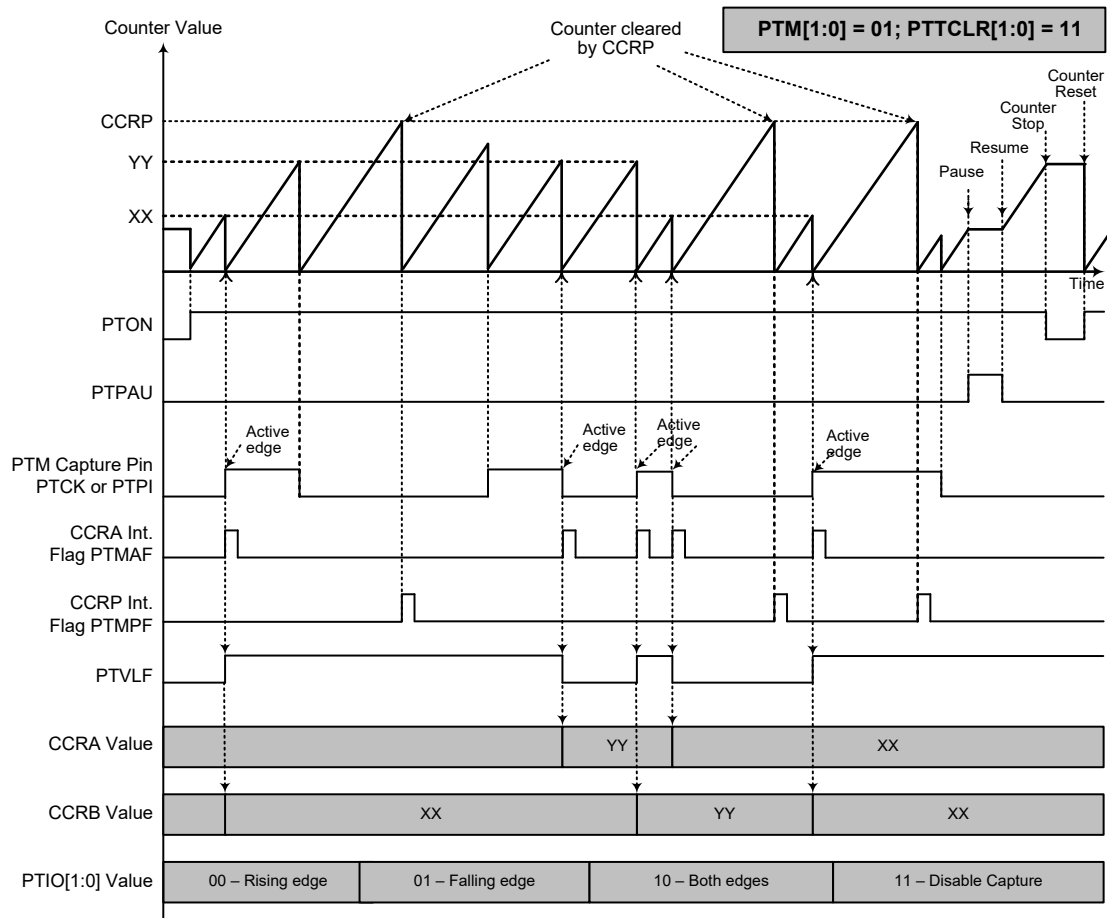 PTM[1:0] = 01; PTTCLR[1:0] = 11
Counter Value
Counter cleared
by CCRP
Counter
Reset
Counter
Stop
CCRP
YY
Resume
Pause
XX
Time
PTON
PTPAU
Active
edge
Active
edge
Active
edge
Active
edge
PTM Capture Pin
PTCK or PTPI
CCRA Int.
Flag PTMAF
CCRP Int.
Flag PTMPF
PTVLF
CCRA Value
YY
XX
CCRB Value
XX
YY
XX
PTIO[1:0] Value
00 – Rising edge
01 – Falling edge
10 – Both edges
11 – Disable Capture